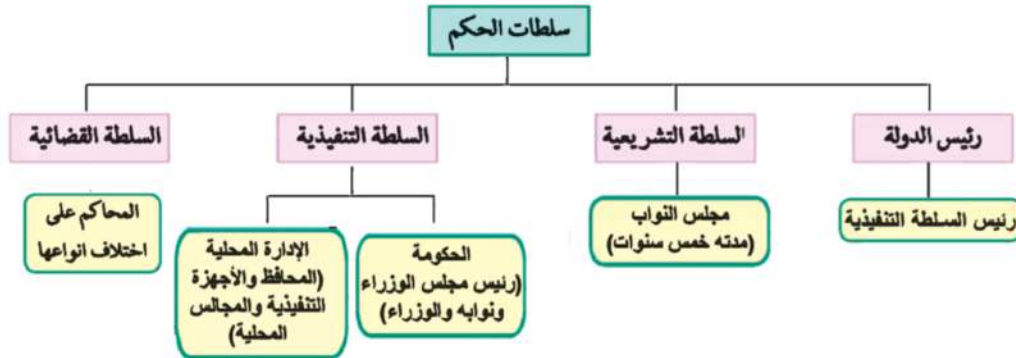 سلطات الحكم
رئيس الدولة
السلطة التشريعية
السلطة التنفيذية
السلطة القضائية
رئيس السلطة التنفيذية
مجلس النواب
(مدته خمس سنوات)
الحكومة
(رئيس مجلس الوزراء
ونوابه والوزراء)
الإدارة المحلية
(المحافظ والأجهزة
التنفيذية والمجالس
المحلية)
المحاكم على
اختلاف انواعها